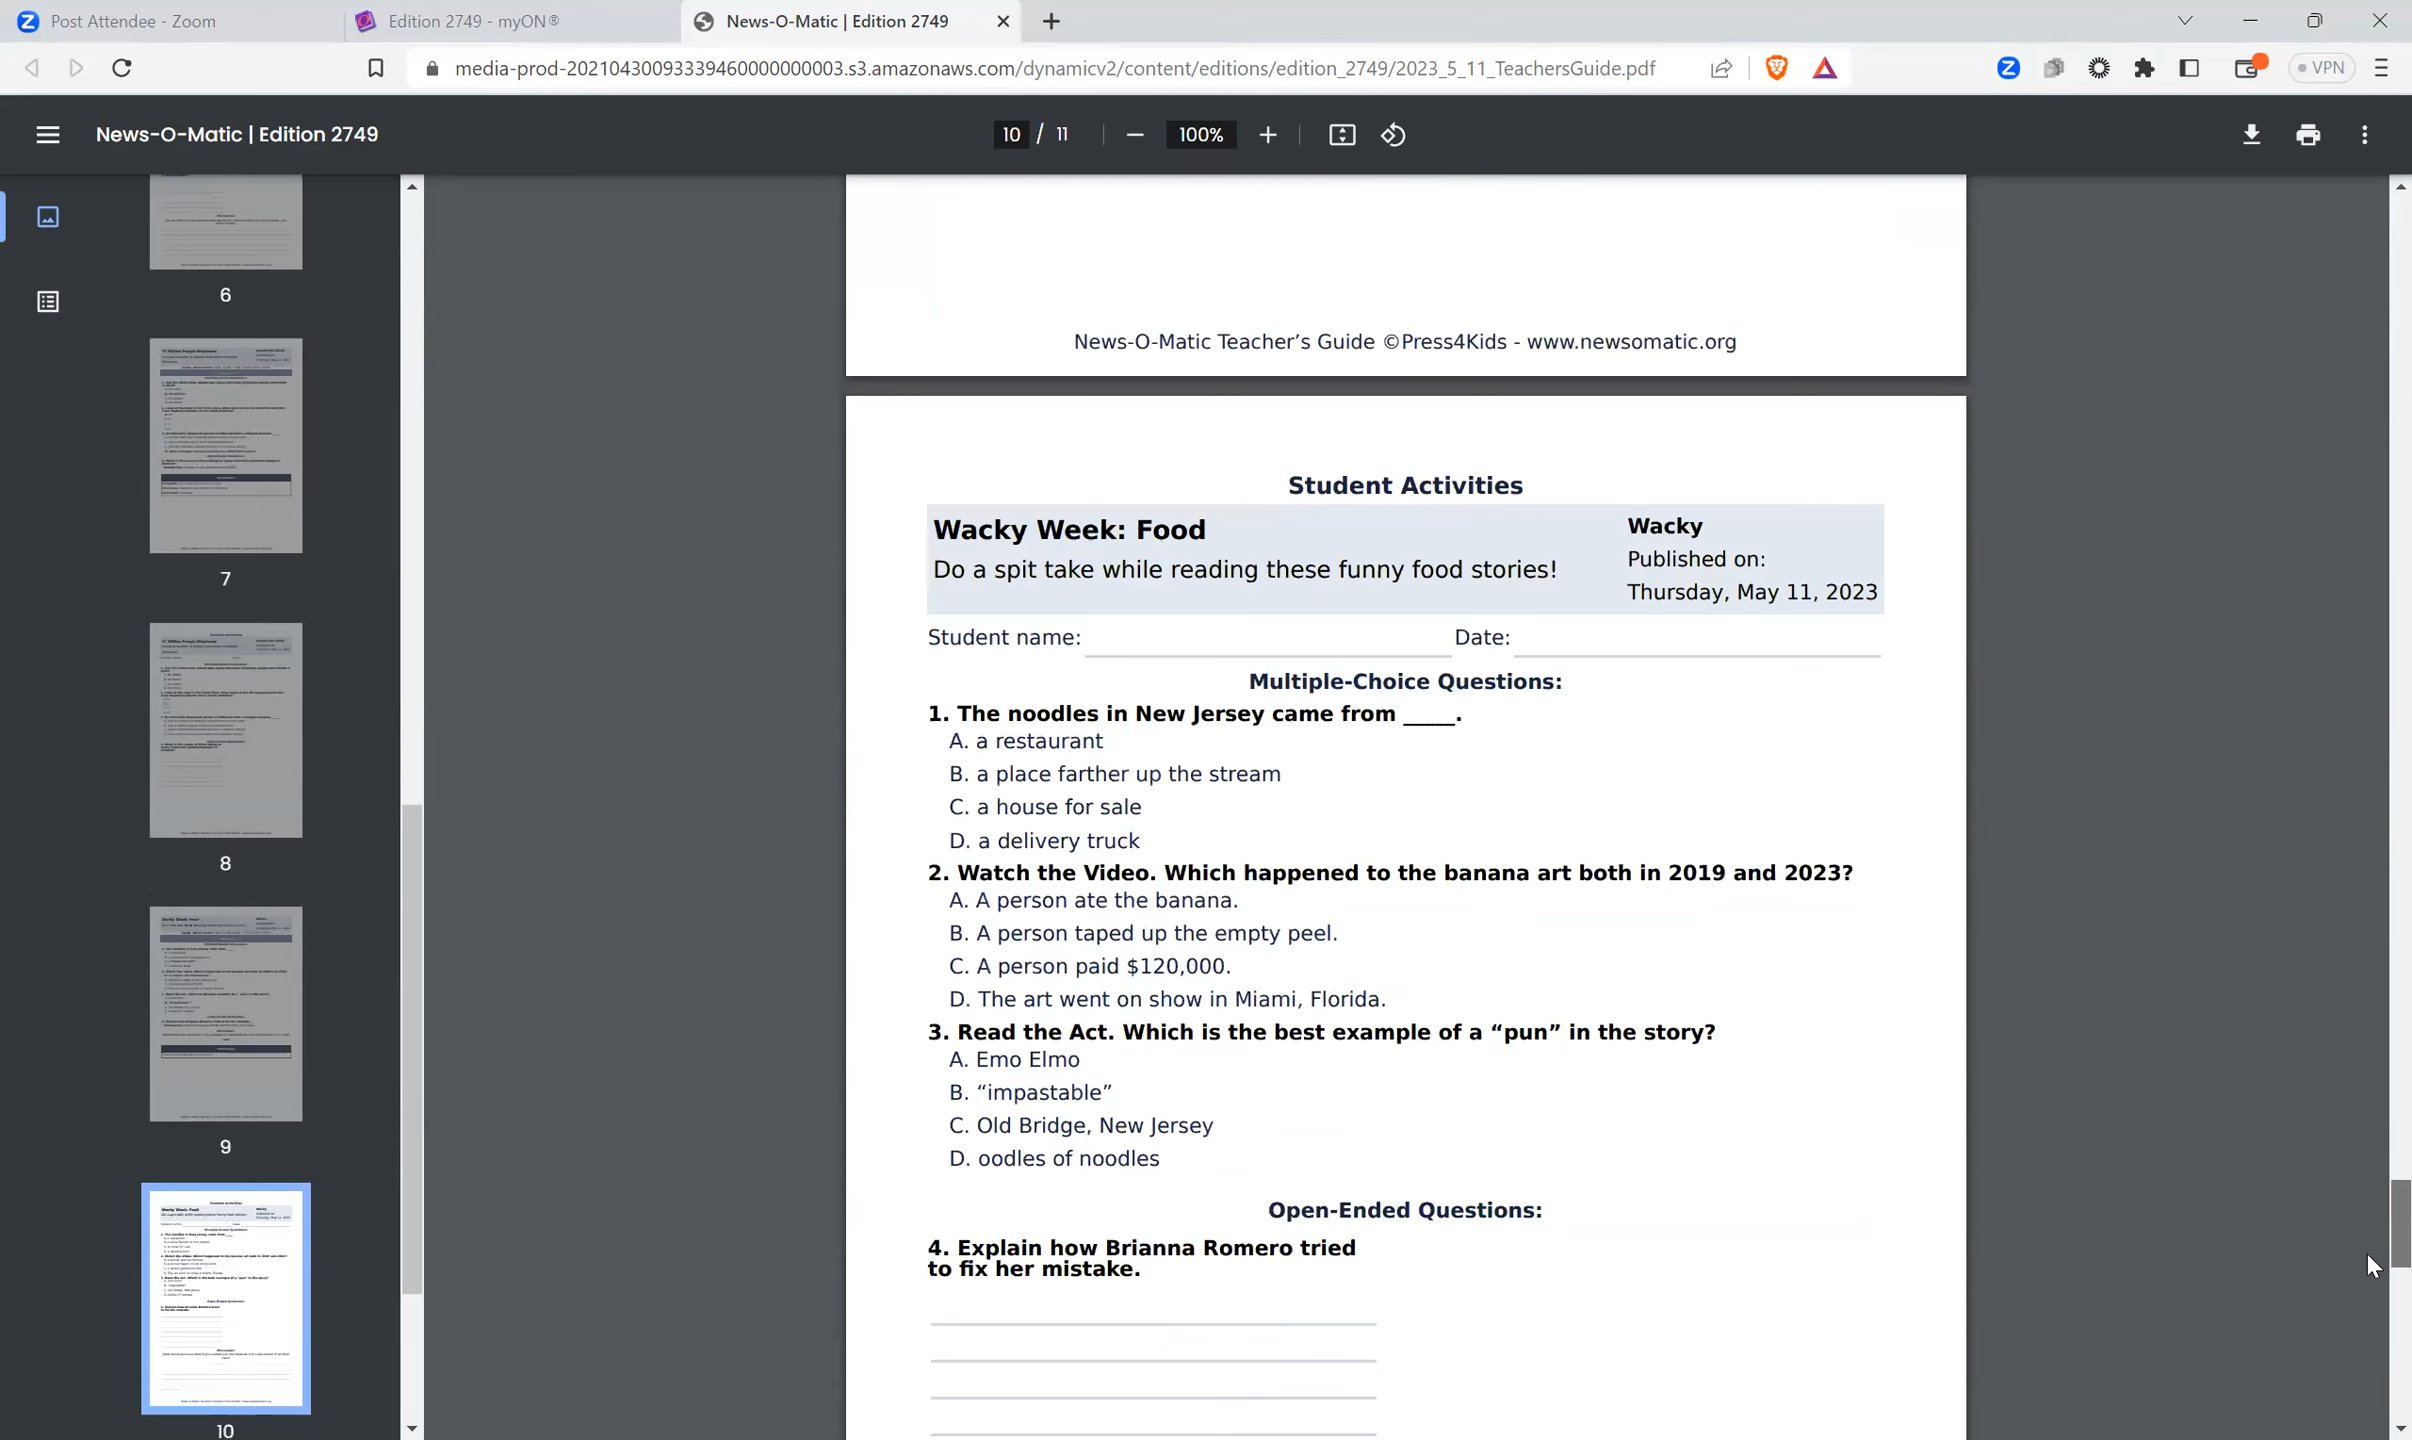 Post Attendee - Zoom
Edition 2749 - myON®
News-O-Matic | Edition 2749
media-prod-20210430093339460000000003.s3.amazonaws.com/dynamicv2/content/editions/edition_2749/2023_5_11_TeachersGuide.pdf
VPN
News-O-Matic | Edition 2749
10 / 11
100%
6
7
8
9
10
News-O-Matic Teacher’s Guide ©Press4Kids - www.newsomatic.org
Student Activities
Wacky Week: Food
Do a spit take while reading these funny food stories!
Wacky
Published on:
Thursday, May 11, 2023
Student name:
Date:
Multiple-Choice Questions:
1. The noodles in New Jersey came from _____.
A. a restaurant
B. a place farther up the stream
C. a house for sale
D. a delivery truck
2. Watch the Video. Which happened to the banana art both in 2019 and 2023?
A. A person ate the banana.
B. A person taped up the empty peel.
C. A person paid $120,000.
D. The art went on show in Miami, Florida.
3. Read the Act. Which is the best example of a “pun” in the story?
A. Emo Elmo
B. “impastable”
C. Old Bridge, New Jersey
D. oodles of noodles
Open-Ended Questions:
4. Explain how Brianna Romero tried
to fix her mistake.